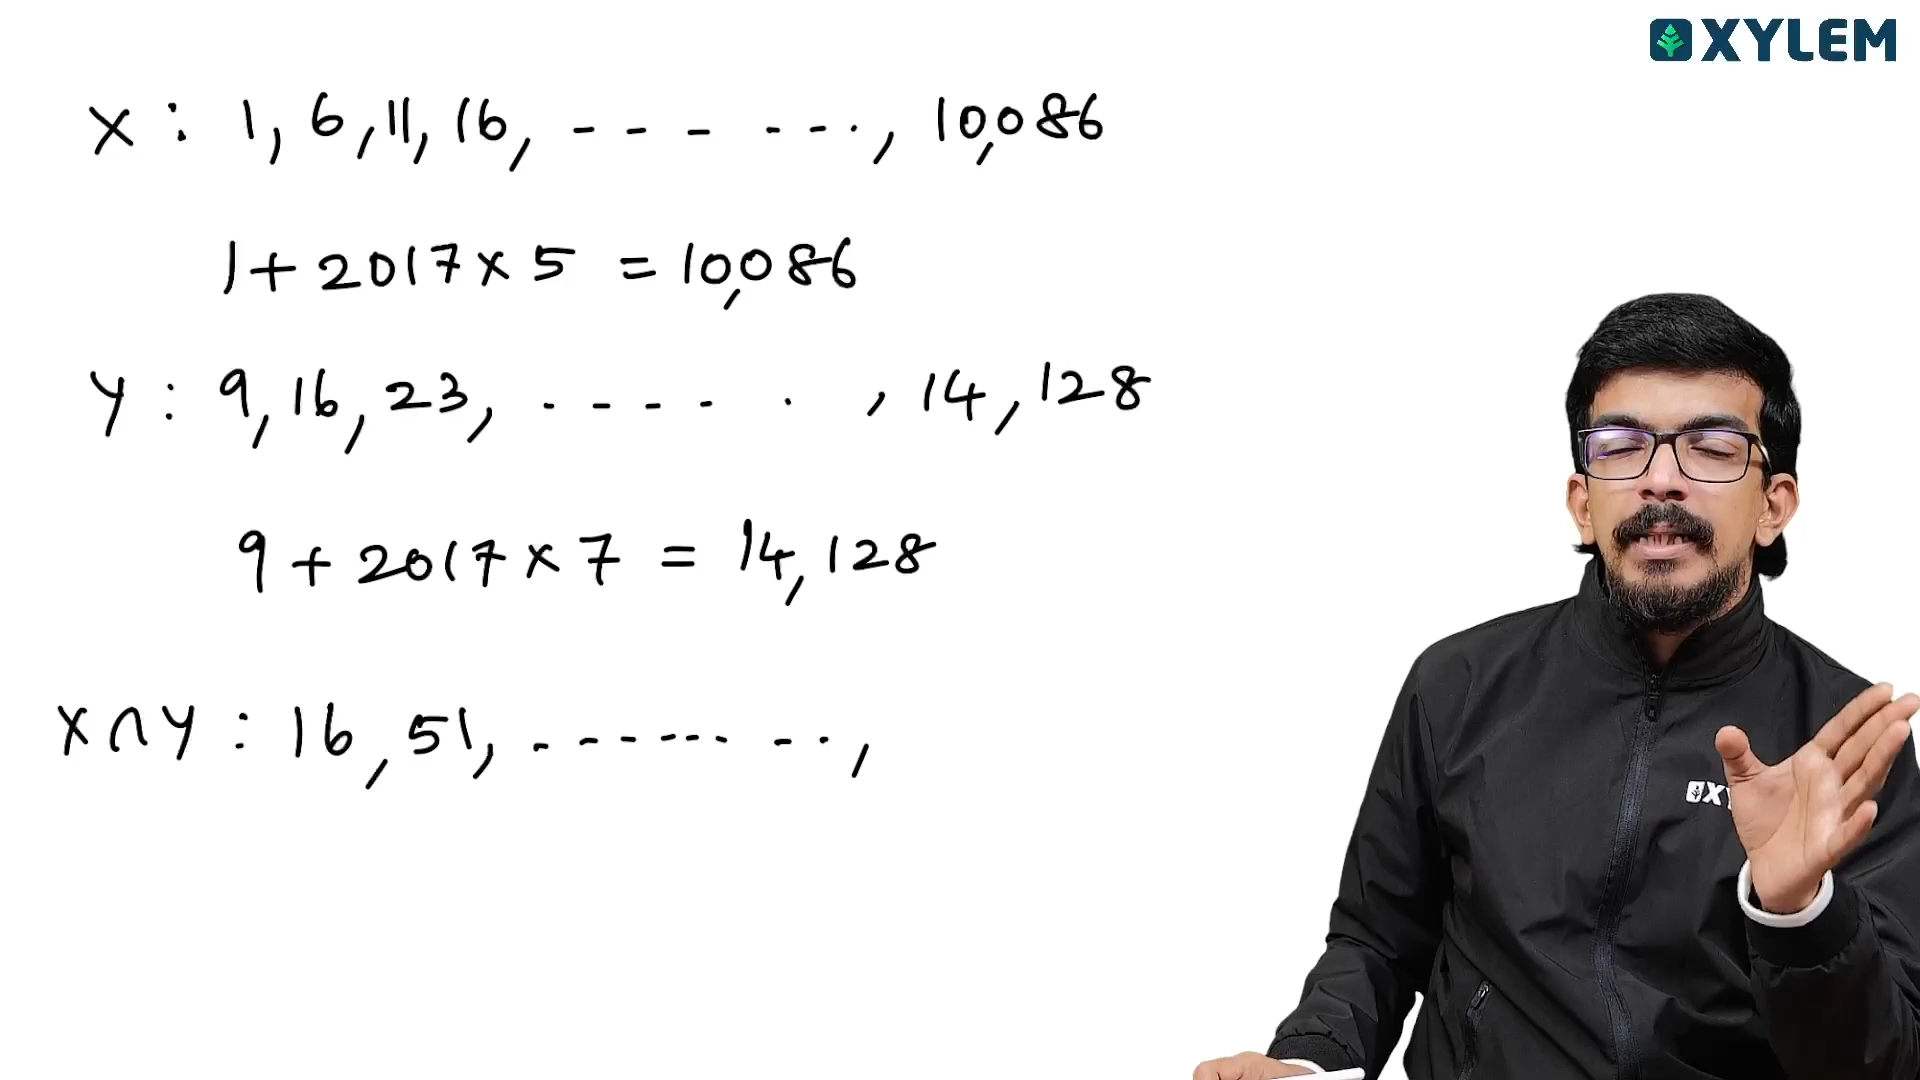 XYLEM
X : 1, 6, 11, 16, - - - - - - ., 10,086
1 + 2017 x 5 = 10,086
Y : 9, 16, 23, . - - - - . , 14,128
9 + 2017 x 7 = 14,128
X ∩ Y : 16, 51, - - - - - - - - . ,